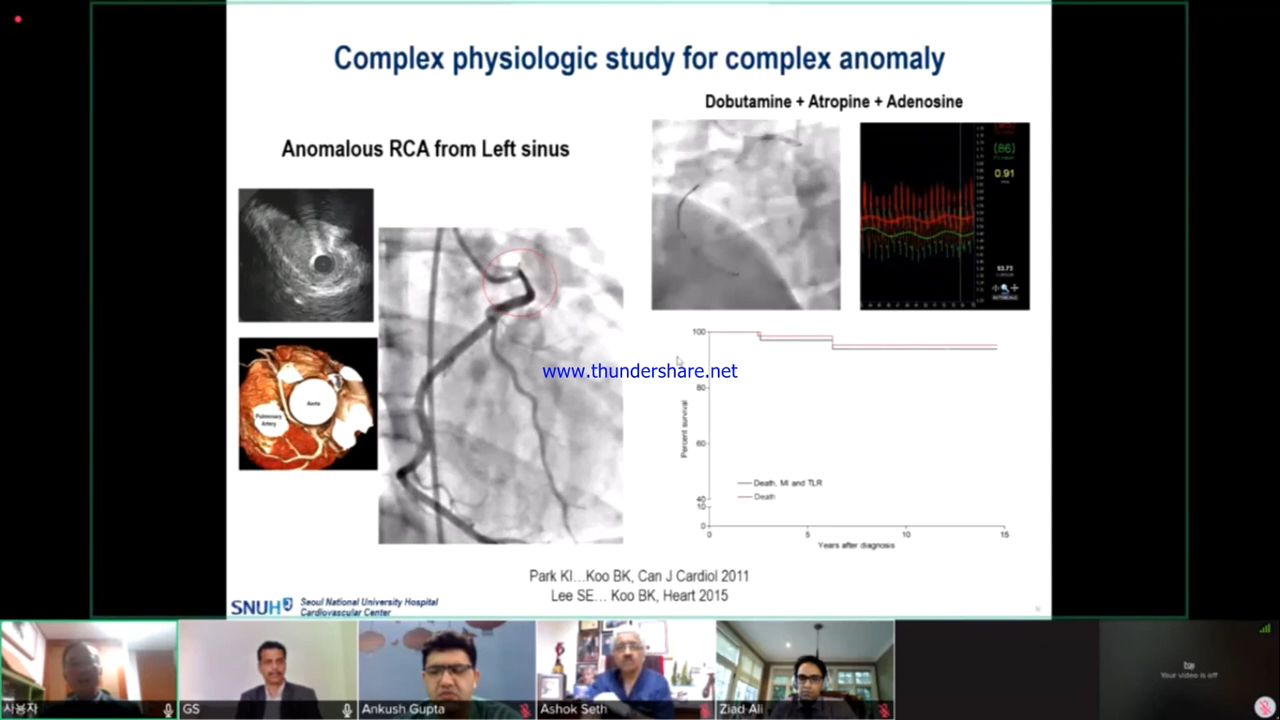 Complex physiologic study for complex anomaly
Dobutamine + Atropine + Adenosine
Anomalous RCA from Left sinus
(86)
0.91
53.73
Aorta
Pulmonary
Artery
www.thundershare.net
100
80
60
40
10
0
Percent survival
Death, MI and TLR
Death
0 5 10 15
Years after diagnosis
Park KI...Koo BK, Can J Cardiol 2011
Lee SE... Koo BK, Heart 2015
SNUH
Seoul National University Hospital
Cardiovascular Center
6
사용자
GS
Ankush Gupta
Ashok Seth
Ziad Ali
Your video is off